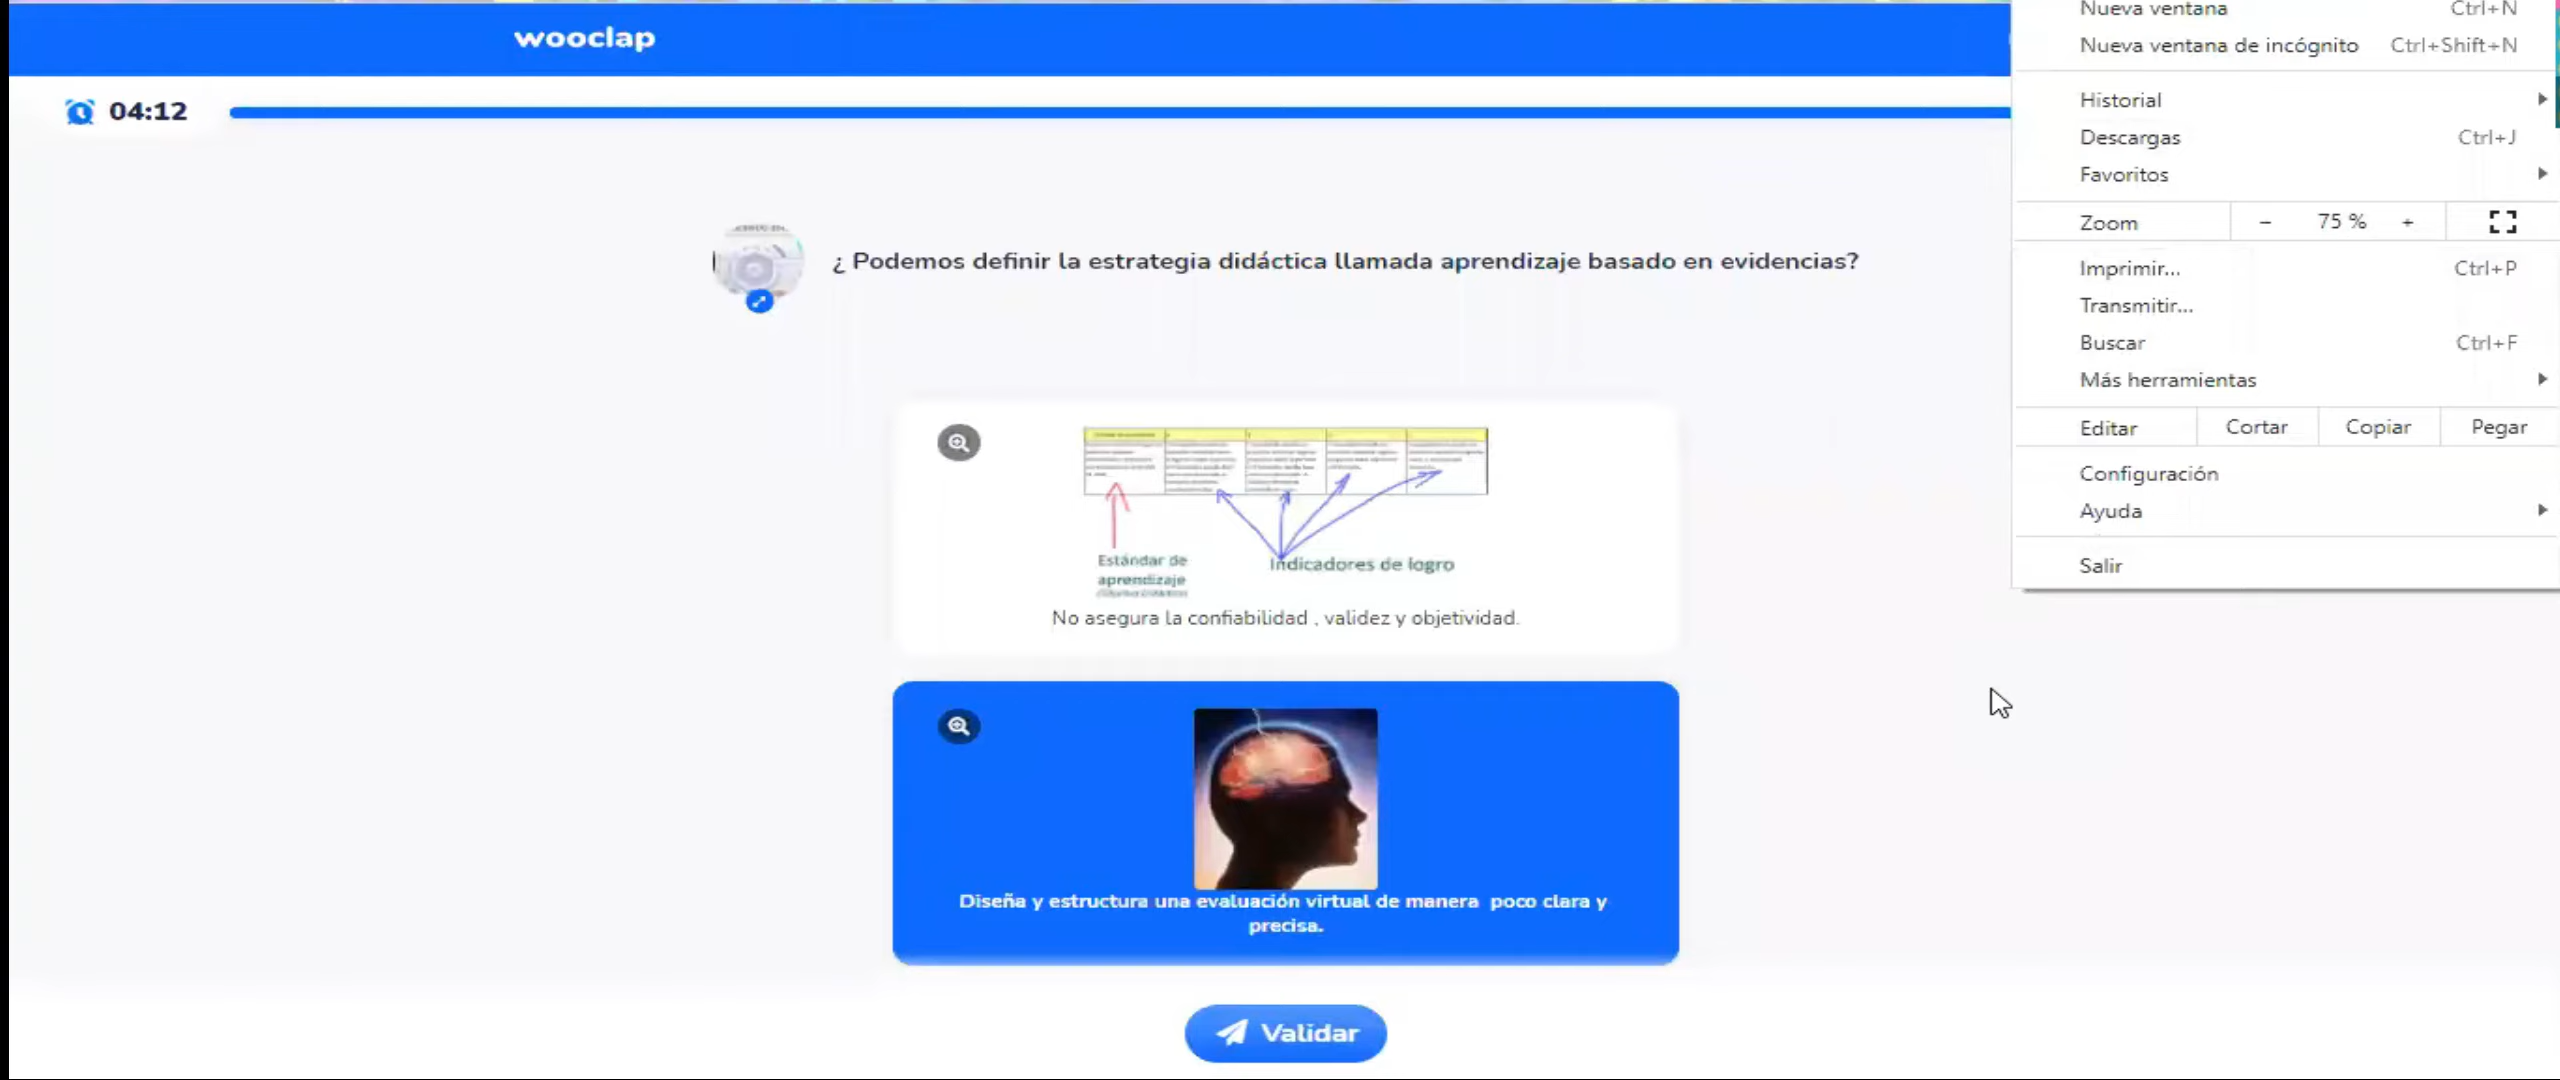 wooclap
04:12
¿ Podemos definir la estrategia didáctica llamada aprendizaje basado en evidencias?
Estándar de
aprendizaje
Indicadores de logro
No asegura la confiabilidad , validez y objetividad.
Diseña y estructura una evaluación virtual de manera poco clara y
precisa.
Validar
Nueva ventana Ctrl+N
Nueva ventana de incógnito Ctrl+Shift+N
Historial
Descargas Ctrl+J
Favoritos
Zoom − 75 % +
Imprimir... Ctrl+P
Transmitir...
Buscar Ctrl+F
Más herramientas
Editar Cortar Copiar Pegar
Configuración
Ayuda
Salir